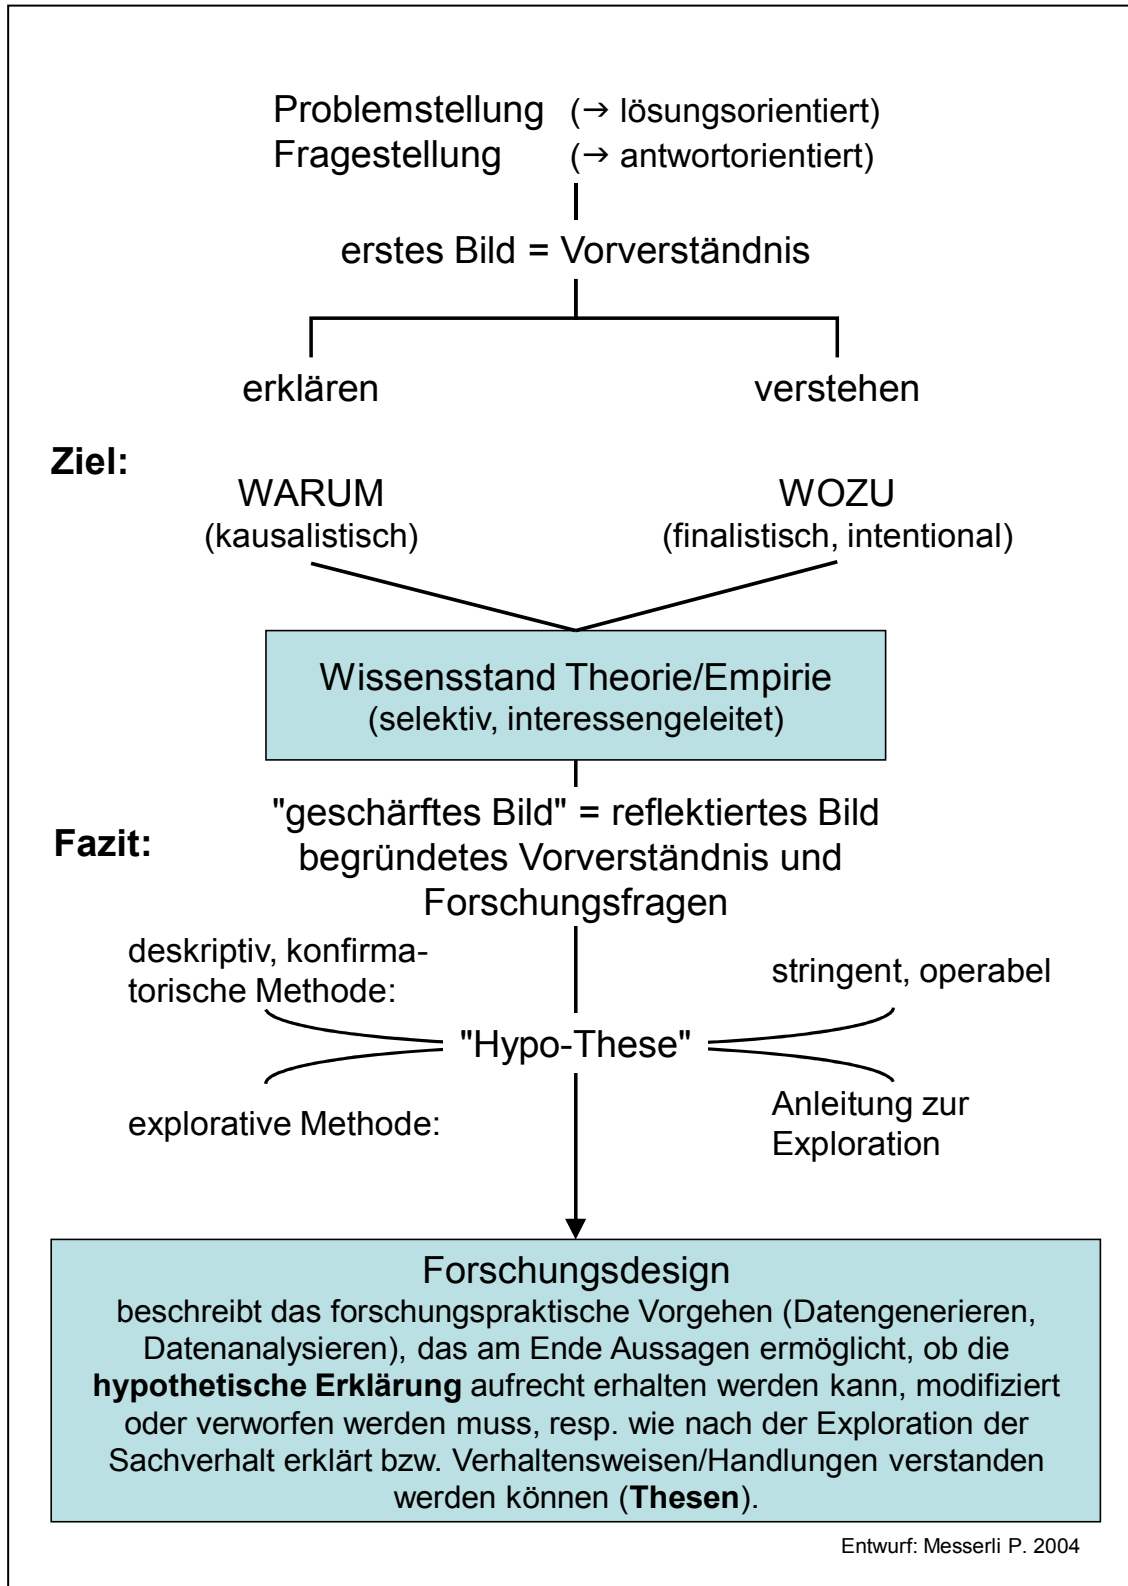 Problemstellung (→ lösungsorientiert)
Fragestellung (→ antwortorientiert)
erstes Bild = Vorverständnis
erklären verstehen
Ziel:
WARUM WOZU
(kausalistisch) (finalistisch, intentional)
Wissensstand Theorie/Empirie
(selektiv, interessengeleitet)
"geschärftes Bild" = reflektiertes Bild
Fazit:
begründetes Vorverständnis und
Forschungsfragen
deskriptiv, konfirma-
torische Methode:
stringent, operabel
"Hypo-These"
explorative Methode:
Anleitung zur
Exploration
Forschungsdesign
beschreibt das forschungspraktische Vorgehen (Datengenerieren,
Datenanalysieren), das am Ende Aussagen ermöglicht, ob die
hypothetische Erklärung aufrecht erhalten werden kann, modifiziert
oder verworfen werden muss, resp. wie nach der Exploration der
Sachverhalt erklärt bzw. Verhaltensweisen/Handlungen verstanden
werden können (Thesen).
Entwurf: Messerli P. 2004